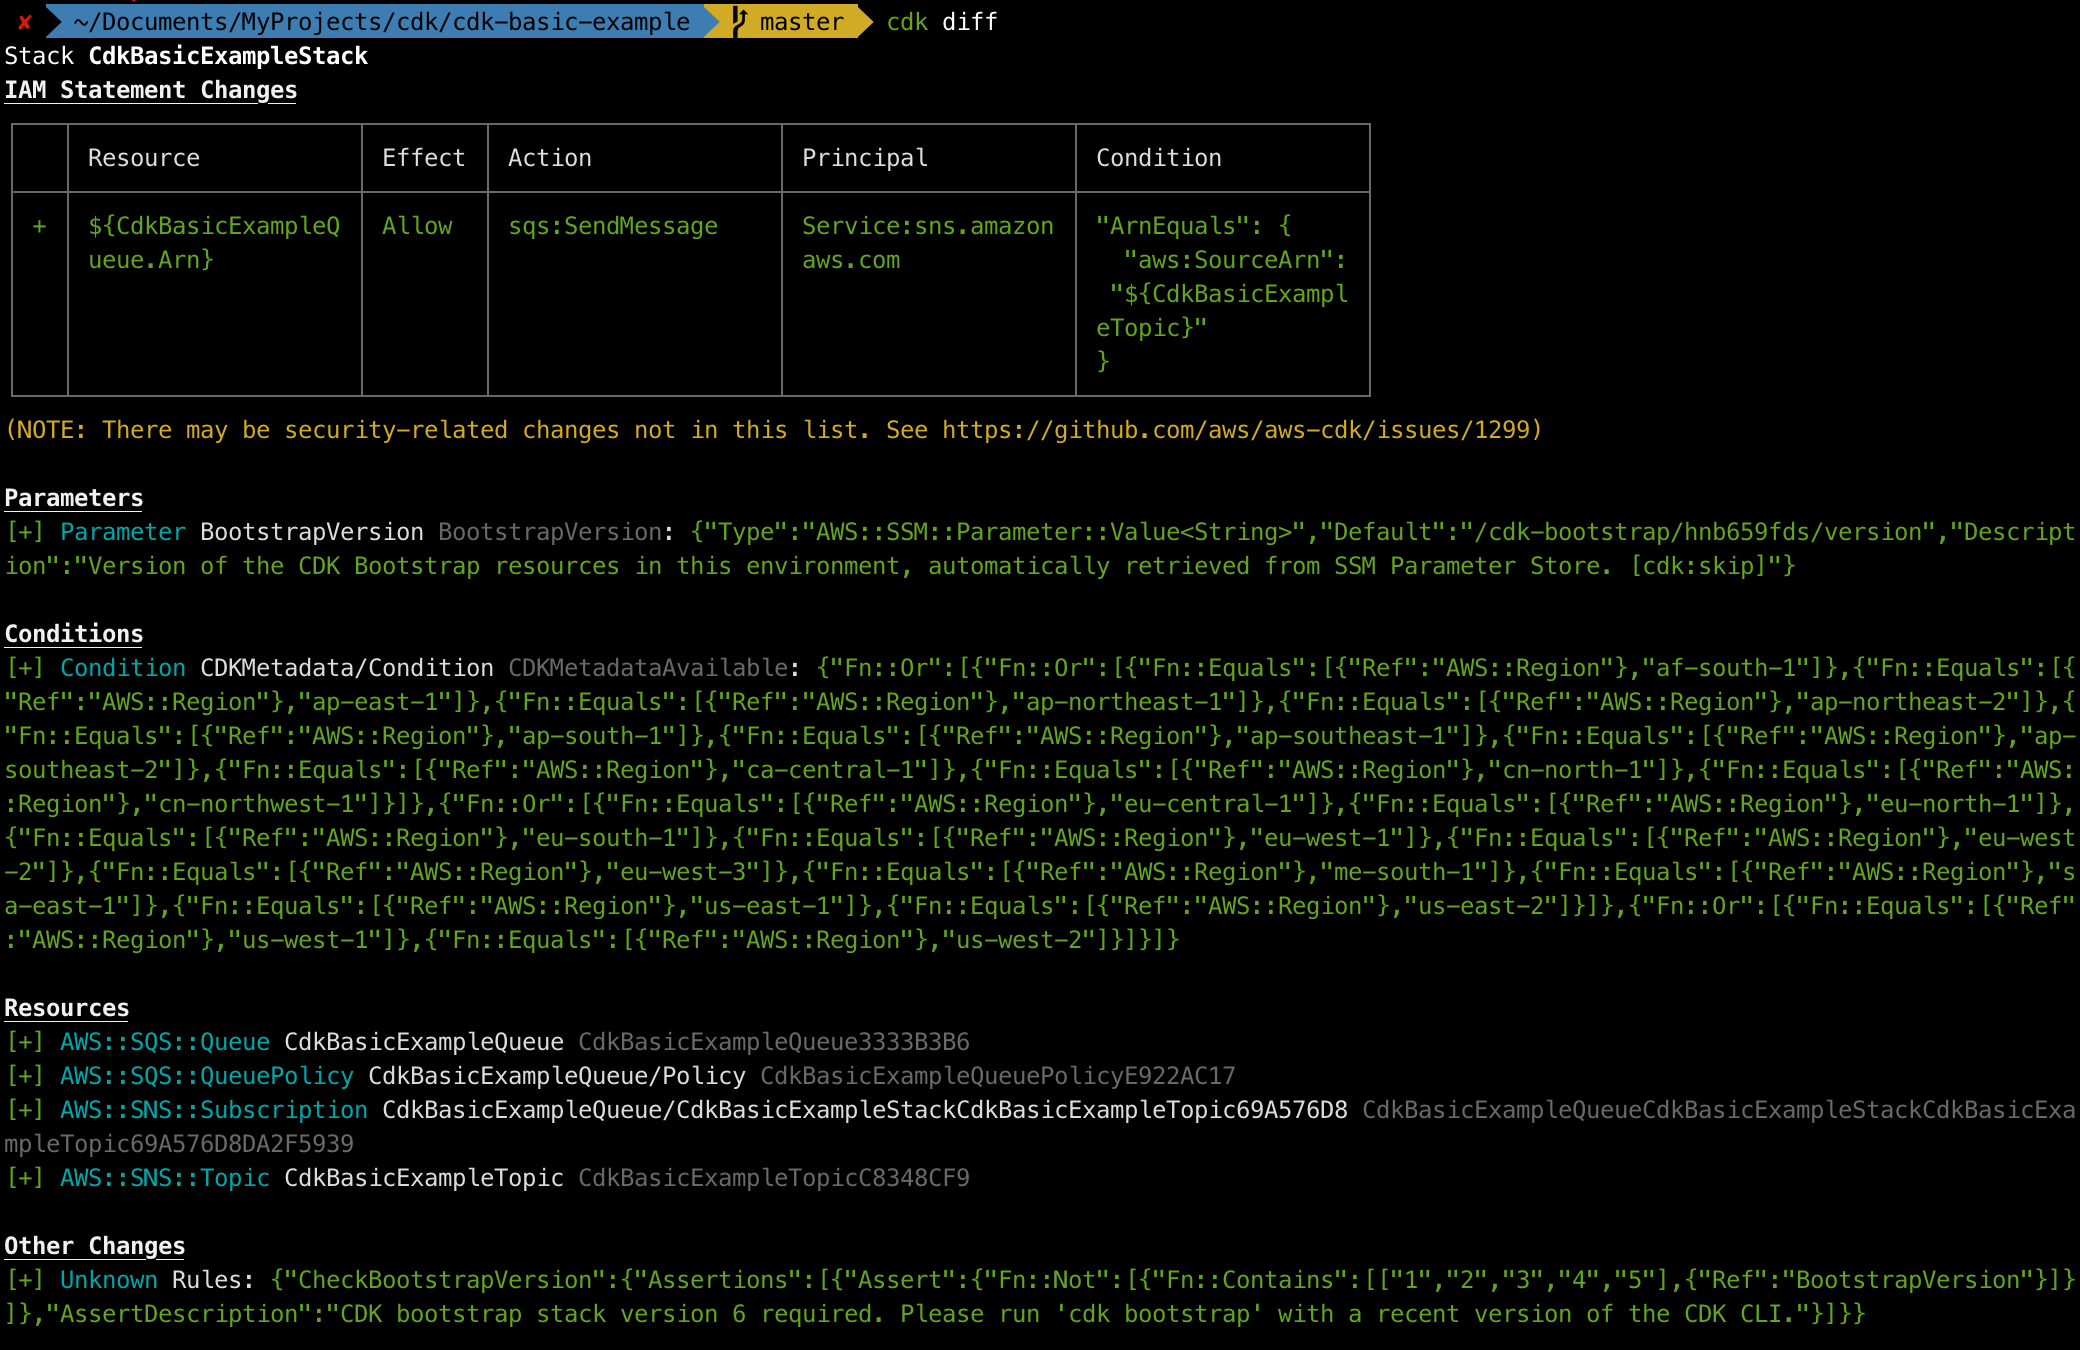 ✘ ~/Documents/MyProjects/cdk/cdk-basic-example master cdk diff
Stack CdkBasicExampleStack
IAM Statement Changes
Resource Effect Action Principal Condition
+ ${CdkBasicExampleQ Allow sqs:SendMessage Service:sns.amazon "ArnEquals": {
ueue.Arn} aws.com "aws:SourceArn":
"${CdkBasicExampl
eTopic}"
}
(NOTE: There may be security-related changes not in this list. See https://github.com/aws/aws-cdk/issues/1299)
Parameters
[+] Parameter BootstrapVersion BootstrapVersion: {"Type":"AWS::SSM::Parameter::Value<String>","Default":"/cdk-bootstrap/hnb659fds/version","Descript
ion":"Version of the CDK Bootstrap resources in this environment, automatically retrieved from SSM Parameter Store. [cdk:skip]"}
Conditions
[+] Condition CDKMetadata/Condition CDKMetadataAvailable: {"Fn::Or":[{"Fn::Or":[{"Fn::Equals":[{"Ref":"AWS::Region"},"af-south-1"]},{"Fn::Equals":[{
"Ref":"AWS::Region"},"ap-east-1"]},{"Fn::Equals":[{"Ref":"AWS::Region"},"ap-northeast-1"]},{"Fn::Equals":[{"Ref":"AWS::Region"},"ap-northeast-2"]},{
"Fn::Equals":[{"Ref":"AWS::Region"},"ap-south-1"]},{"Fn::Equals":[{"Ref":"AWS::Region"},"ap-southeast-1"]},{"Fn::Equals":[{"Ref":"AWS::Region"},"ap-
southeast-2"]},{"Fn::Equals":[{"Ref":"AWS::Region"},"ca-central-1"]},{"Fn::Equals":[{"Ref":"AWS::Region"},"cn-north-1"]},{"Fn::Equals":[{"Ref":"AWS:
:Region"},"cn-northwest-1"]}]},{"Fn::Or":[{"Fn::Equals":[{"Ref":"AWS::Region"},"eu-central-1"]},{"Fn::Equals":[{"Ref":"AWS::Region"},"eu-north-1"]},
{"Fn::Equals":[{"Ref":"AWS::Region"},"eu-south-1"]},{"Fn::Equals":[{"Ref":"AWS::Region"},"eu-west-1"]},{"Fn::Equals":[{"Ref":"AWS::Region"},"eu-west
-2"]},{"Fn::Equals":[{"Ref":"AWS::Region"},"eu-west-3"]},{"Fn::Equals":[{"Ref":"AWS::Region"},"me-south-1"]},{"Fn::Equals":[{"Ref":"AWS::Region"},"s
a-east-1"]},{"Fn::Equals":[{"Ref":"AWS::Region"},"us-east-1"]},{"Fn::Equals":[{"Ref":"AWS::Region"},"us-east-2"]}]},{"Fn::Or":[{"Fn::Equals":[{"Ref"
:"AWS::Region"},"us-west-1"]},{"Fn::Equals":[{"Ref":"AWS::Region"},"us-west-2"]}]}]}
Resources
[+] AWS::SQS::Queue CdkBasicExampleQueue CdkBasicExampleQueue3333B3B6
[+] AWS::SQS::QueuePolicy CdkBasicExampleQueue/Policy CdkBasicExampleQueuePolicyE922AC17
[+] AWS::SNS::Subscription CdkBasicExampleQueue/CdkBasicExampleStackCdkBasicExampleTopic69A576D8 CdkBasicExampleQueueCdkBasicExampleStackCdkBasicExa
mpleTopic69A576D8DA2F5939
[+] AWS::SNS::Topic CdkBasicExampleTopic CdkBasicExampleTopicC8348CF9
Other Changes
[+] Unknown Rules: {"CheckBootstrapVersion":{"Assertions":[{"Assert":{"Fn::Not":[{"Fn::Contains":[["1","2","3","4","5"],{"Ref":"BootstrapVersion"}]}
]},"AssertDescription":"CDK bootstrap stack version 6 required. Please run 'cdk bootstrap' with a recent version of the CDK CLI."}]}}